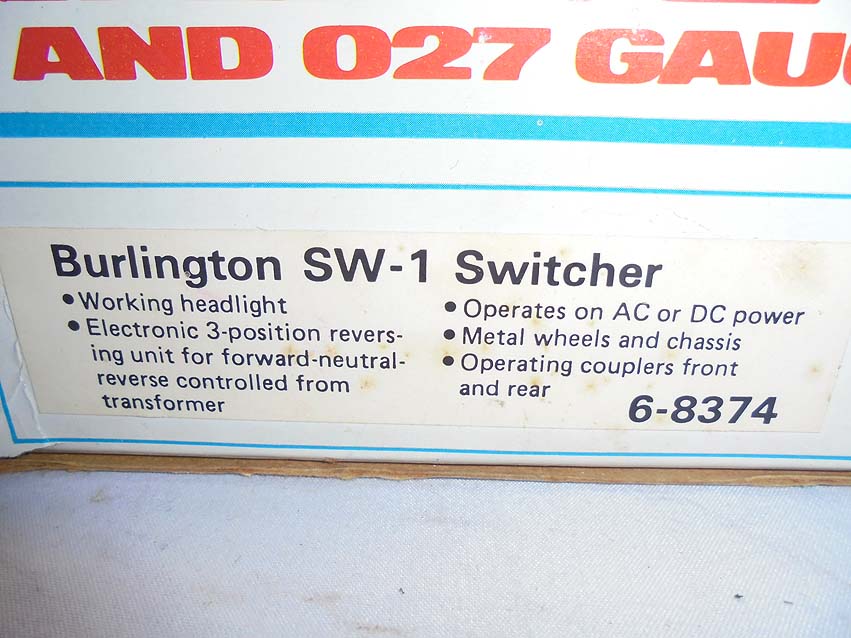 AND 027 GAU
Burlington SW-1 Switcher
•Working headlight
•Electronic 3-position revers-
ing unit for forward-neutral-
reverse controlled from
transformer
•Operates on AC or DC power
•Metal wheels and chassis
•Operating couplers front
and rear
6-8374